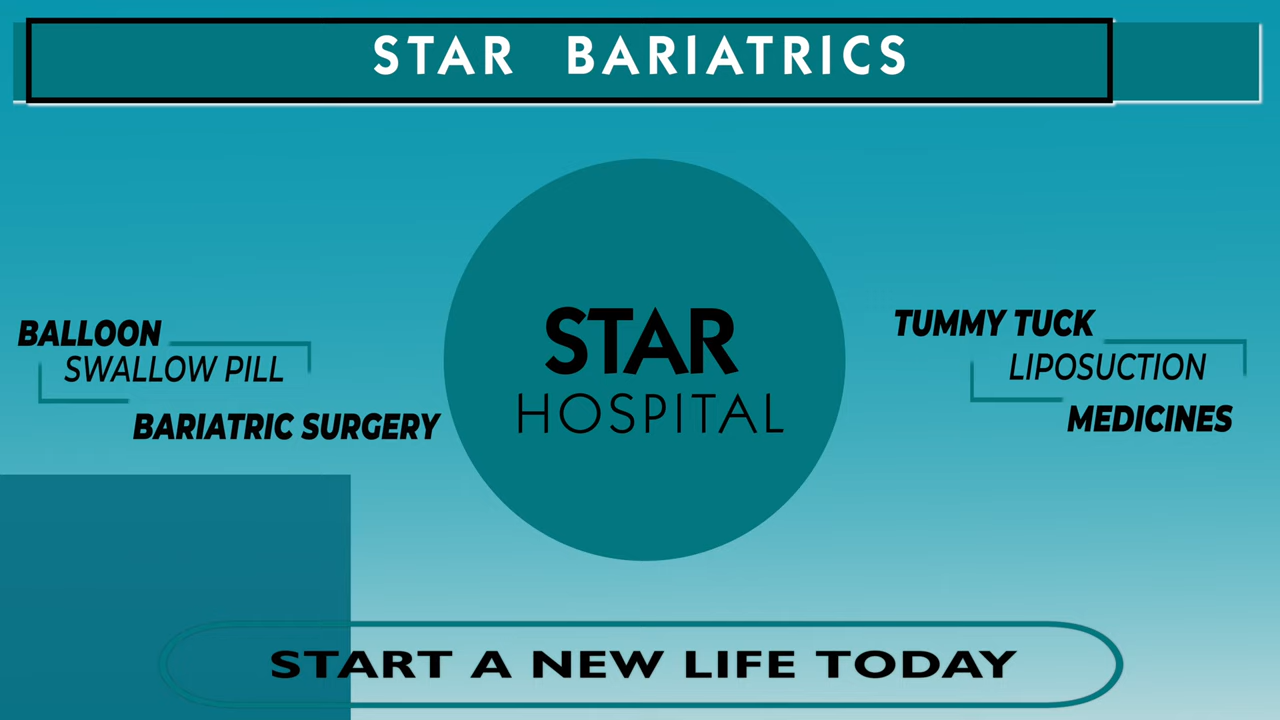 STAR BARIATRICS
BALLOON
SWALLOW PILL
BARIATRIC SURGERY
STAR
HOSPITAL
TUMMY TUCK
LIPOSUCTION
MEDICINES
START A NEW LIFE TODAY